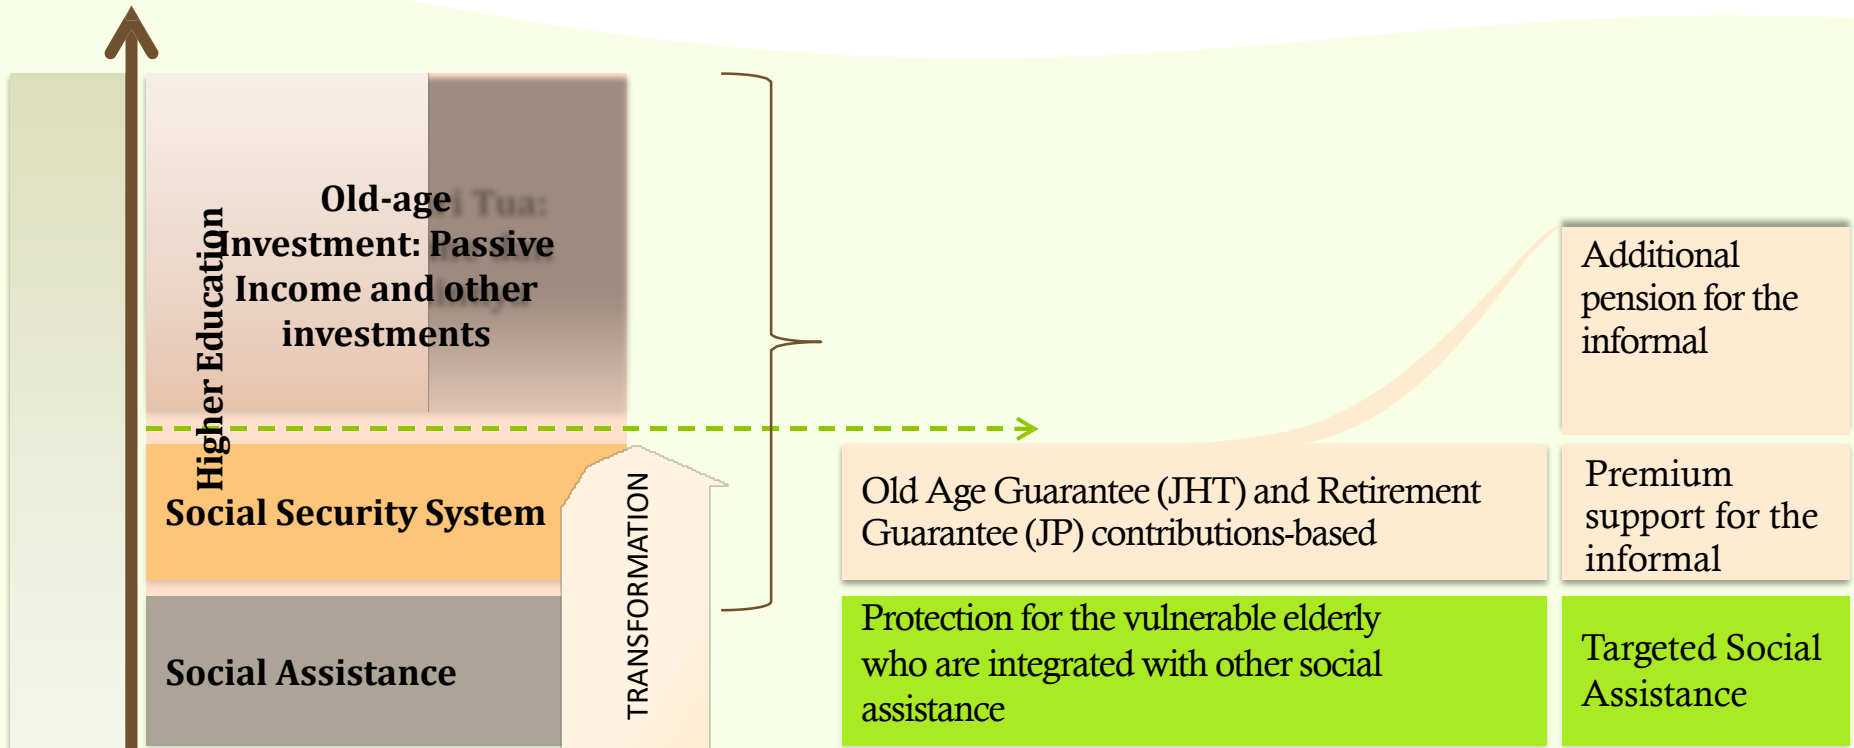 Higher Education
Old-age
Investment: Passive
Income and other
investments
Social Security System
Social Assistance
TRANSFORMATION
Old Age Guarantee (JHT) and Retirement
Guarantee (JP) contributions-based
Protection for the vulnerable elderly
who are integrated with other social
assistance
Additional
pension for the
informal
Premium
support for the
informal
Targeted Social
Assistance